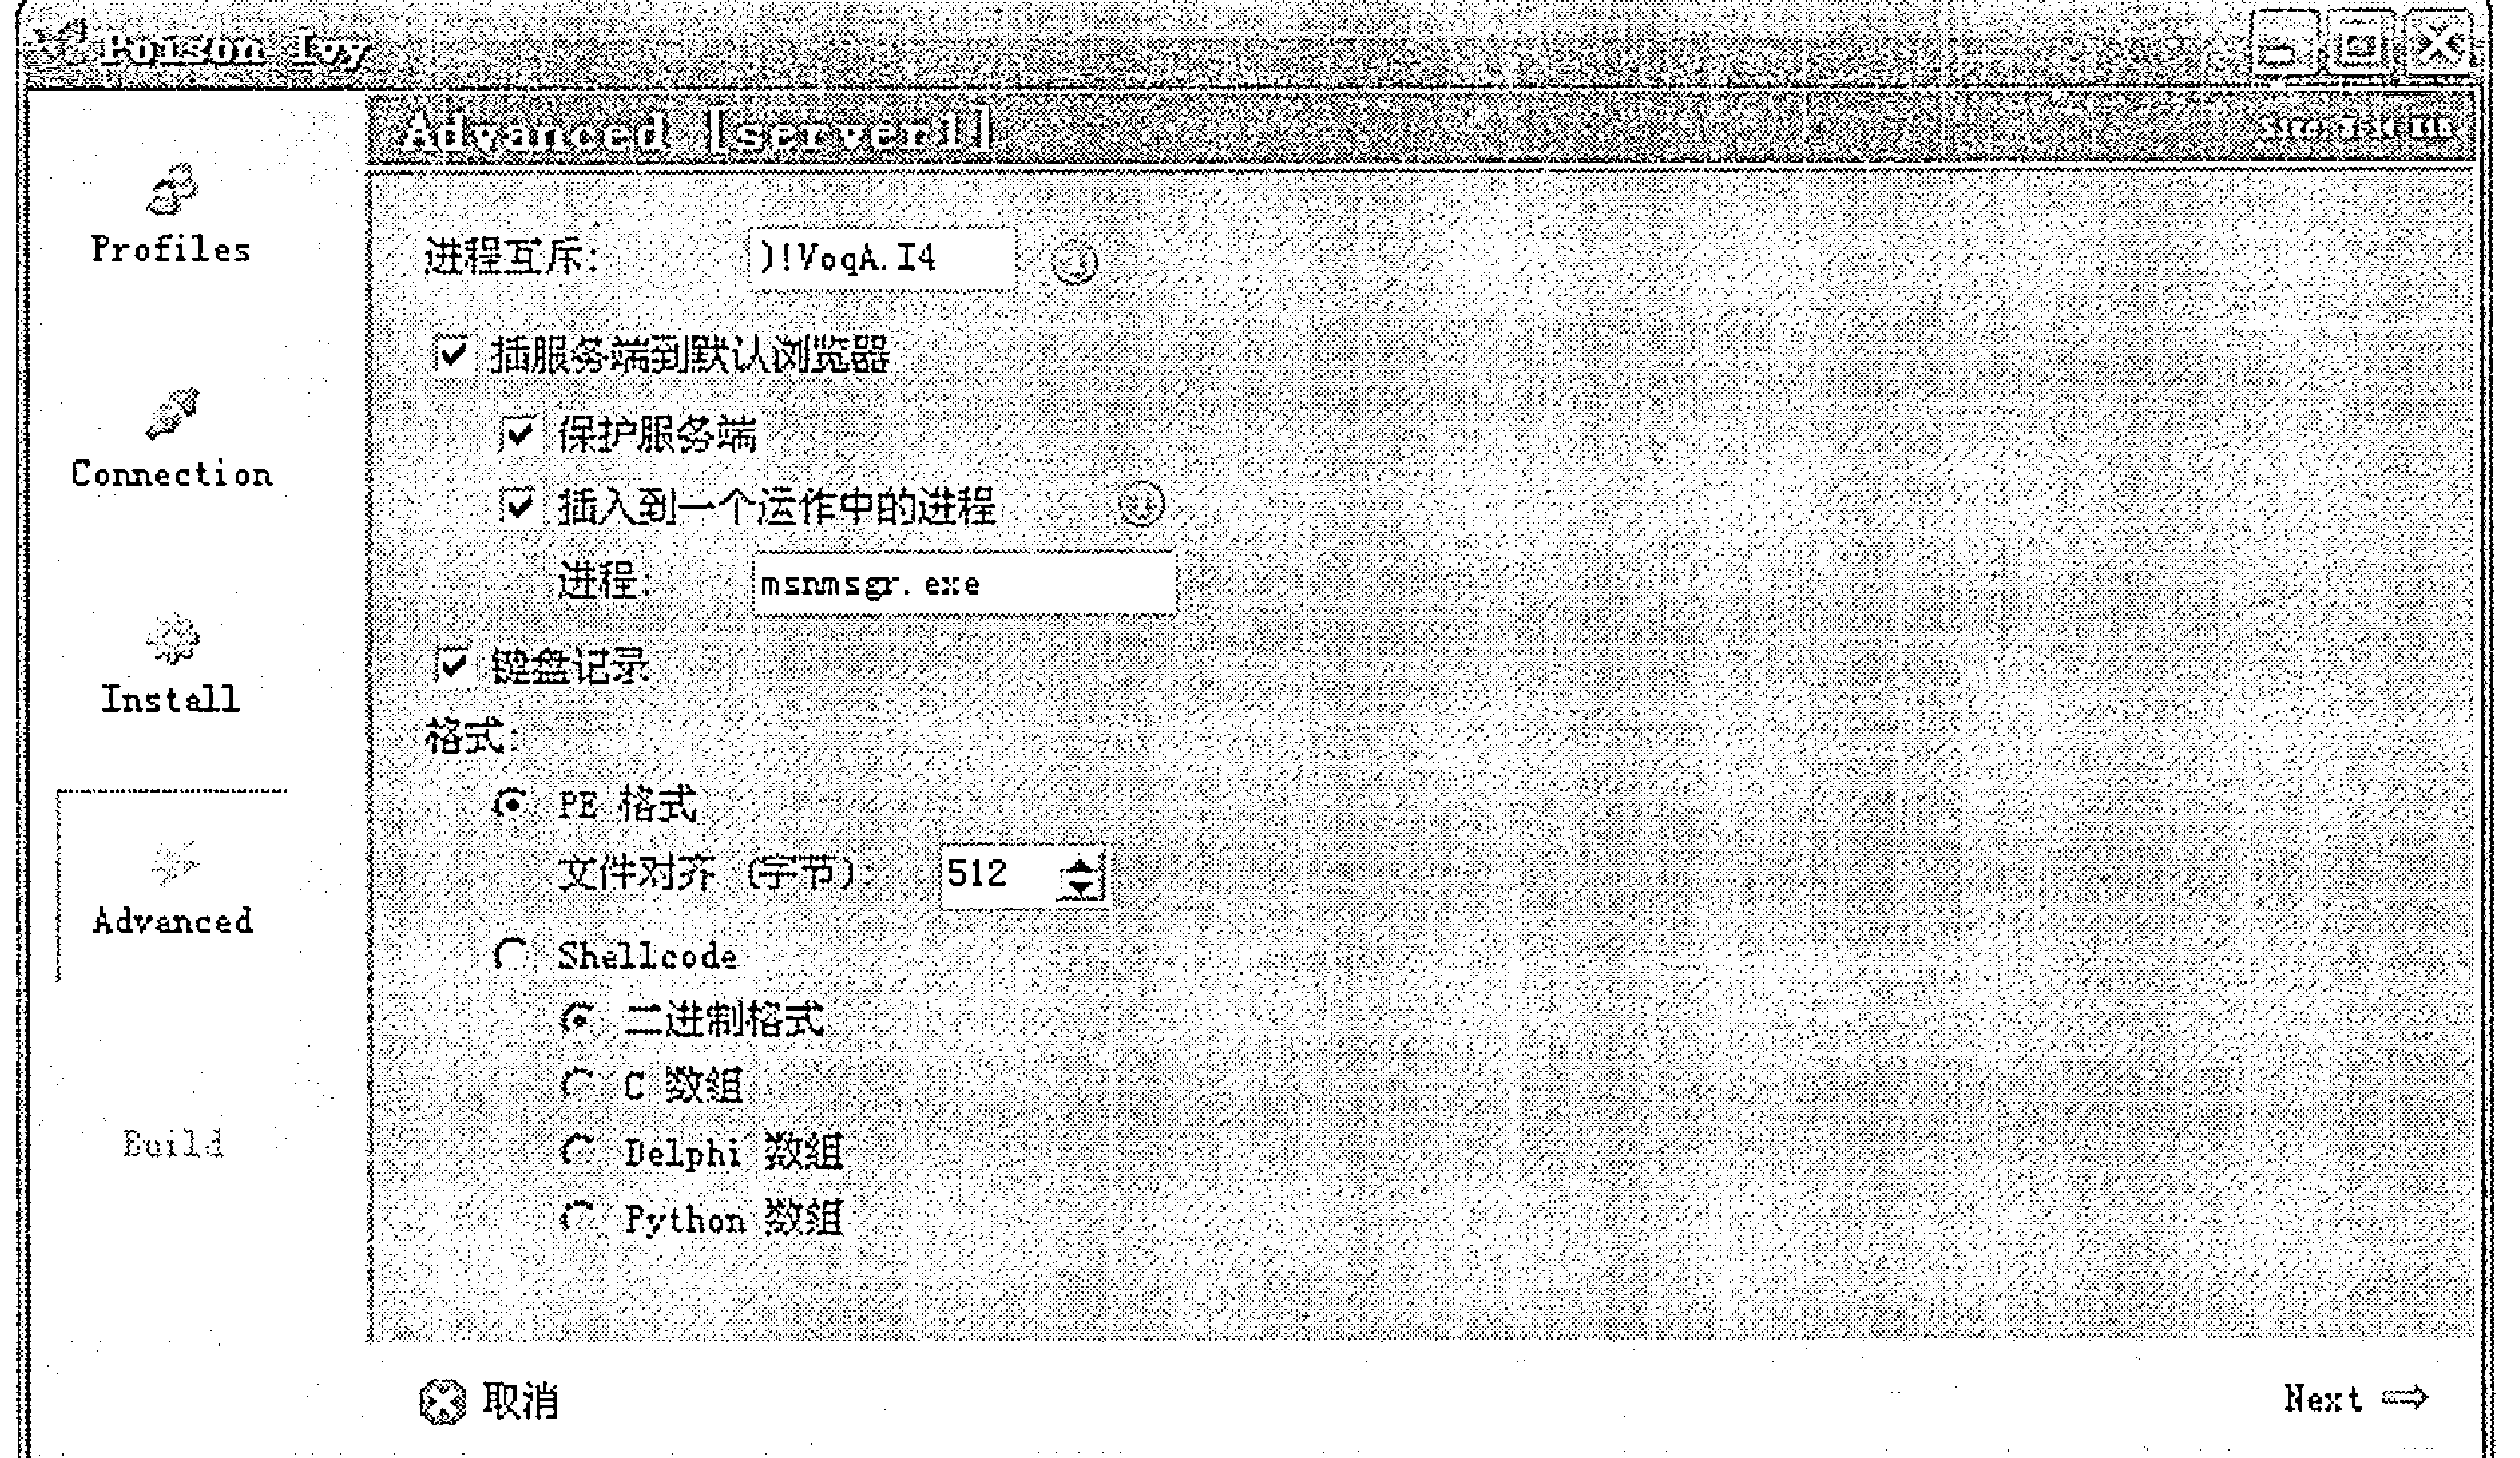 Poison Ivy
Advanced [server1]
Profiles
Connection
Install
Advanced
Build
进程互斥: )!VoqA.I4
插服务端到默认浏览器
保护服务端
插入到一个运作中的进程
进程: msnmsgr.exe
键盘记录
格式:
PE 格式
文件对齐 (字节): 512
Shellcode
二进制格式
C 数组
Delphi 数组
Python 数组
取消
Next